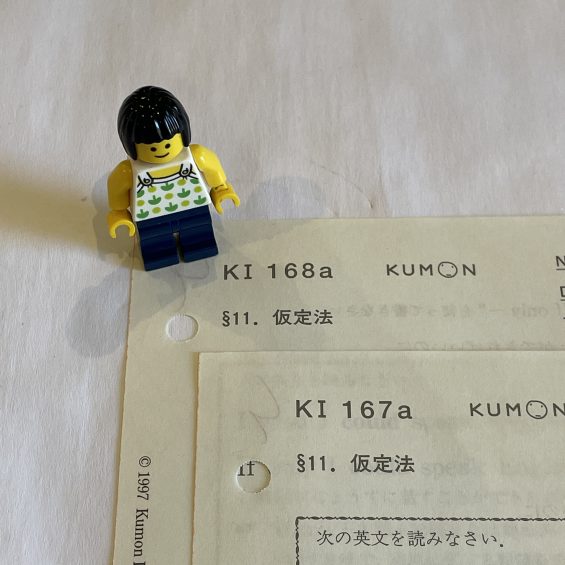 KI 168a KUMON N
§11. 仮定法
KI 167a KUMON
§11. 仮定法
If
次の英文を読みなさい.
© 1997 Kumon